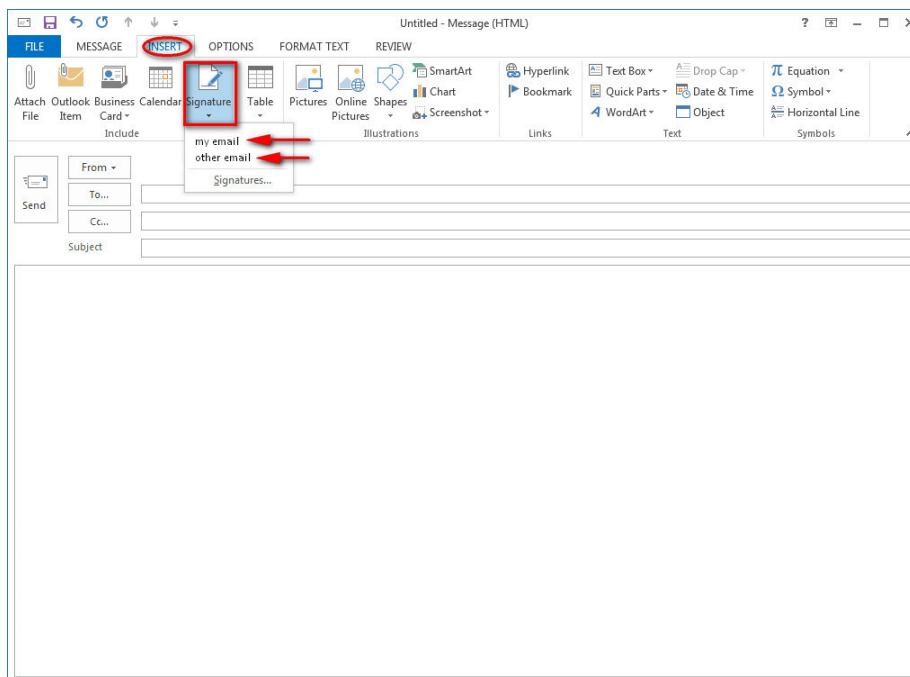 Untitled - Message (HTML)
?
FILE MESSAGE INSERT OPTIONS FORMAT TEXT REVIEW
Attach File
Outlook Item
Business Card
Calendar
Signature
Table
Pictures
Online Pictures
Shapes
SmartArt
Chart
Screenshot
Hyperlink
Bookmark
Text Box
Quick Parts
WordArt
Drop Cap
Date & Time
Object
π Equation
Ω Symbol
Horizontal Line
Include
Illustrations
Links
Text
Symbols
my email
other email
Signatures...
Send
From
To...
Cc...
Subject